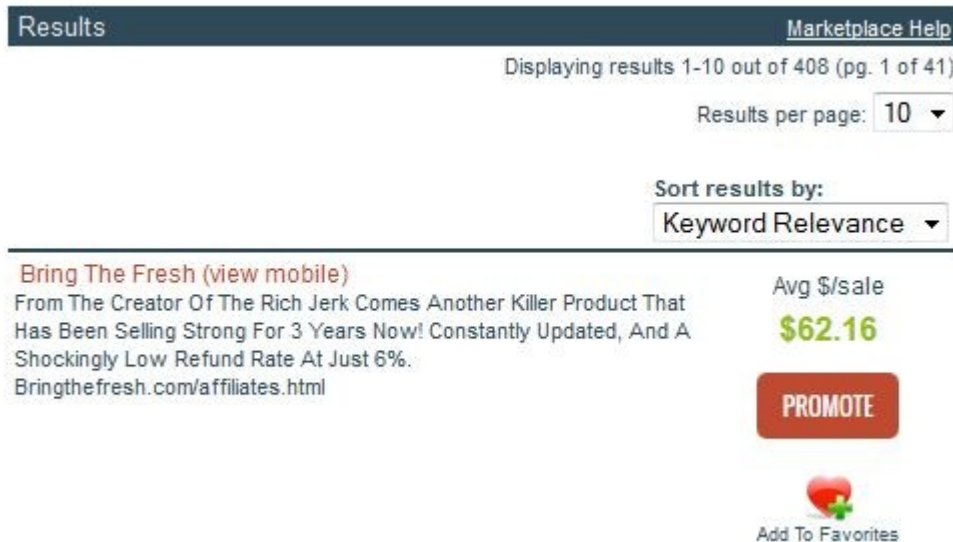 Results
Marketplace Help
Displaying results 1-10 out of 408 (pg. 1 of 41)
Results per page: 10
Sort results by:
Keyword Relevance
Bring The Fresh (view mobile)
From The Creator Of The Rich Jerk Comes Another Killer Product That
Has Been Selling Strong For 3 Years Now! Constantly Updated, And A
Shockingly Low Refund Rate At Just 6%.
Bringthefresh.com/affiliates.html
Avg $/sale
$62.16
PROMOTE
Add To Favorites